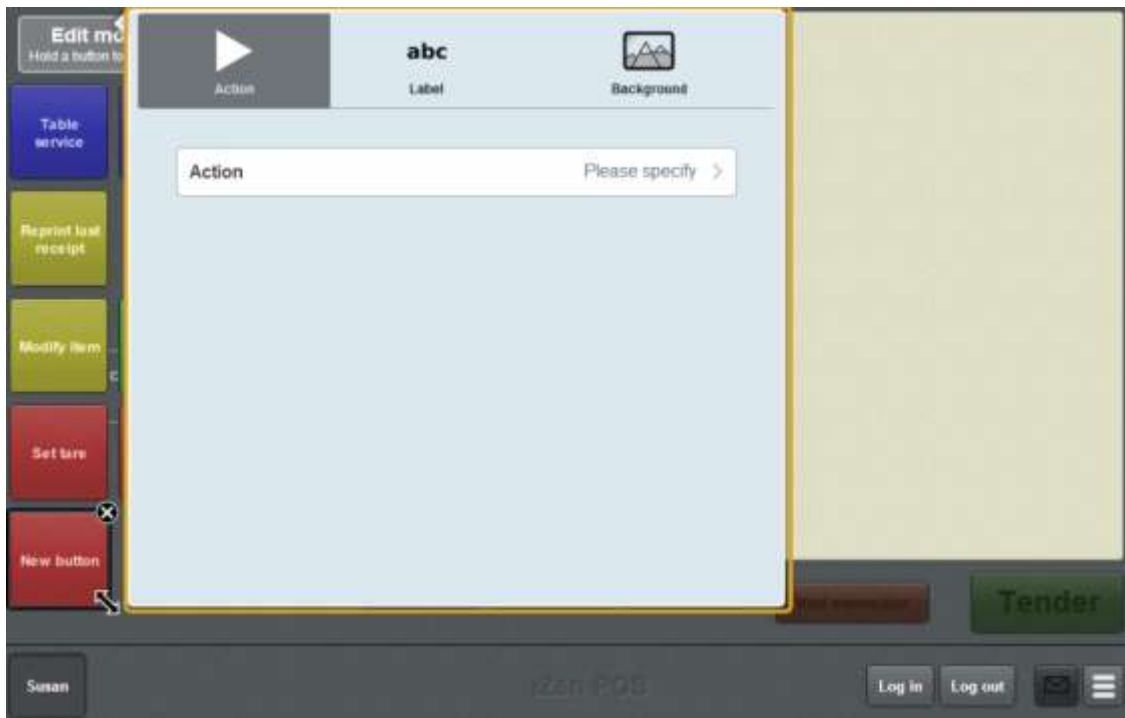 Edit mo
Hold a button to
Action
abc
Label
Background
Table
service
Action
Please specify
Reprint last
receipt
Modify item
Set tare
New button
Tender
Susan
Log in
Log out